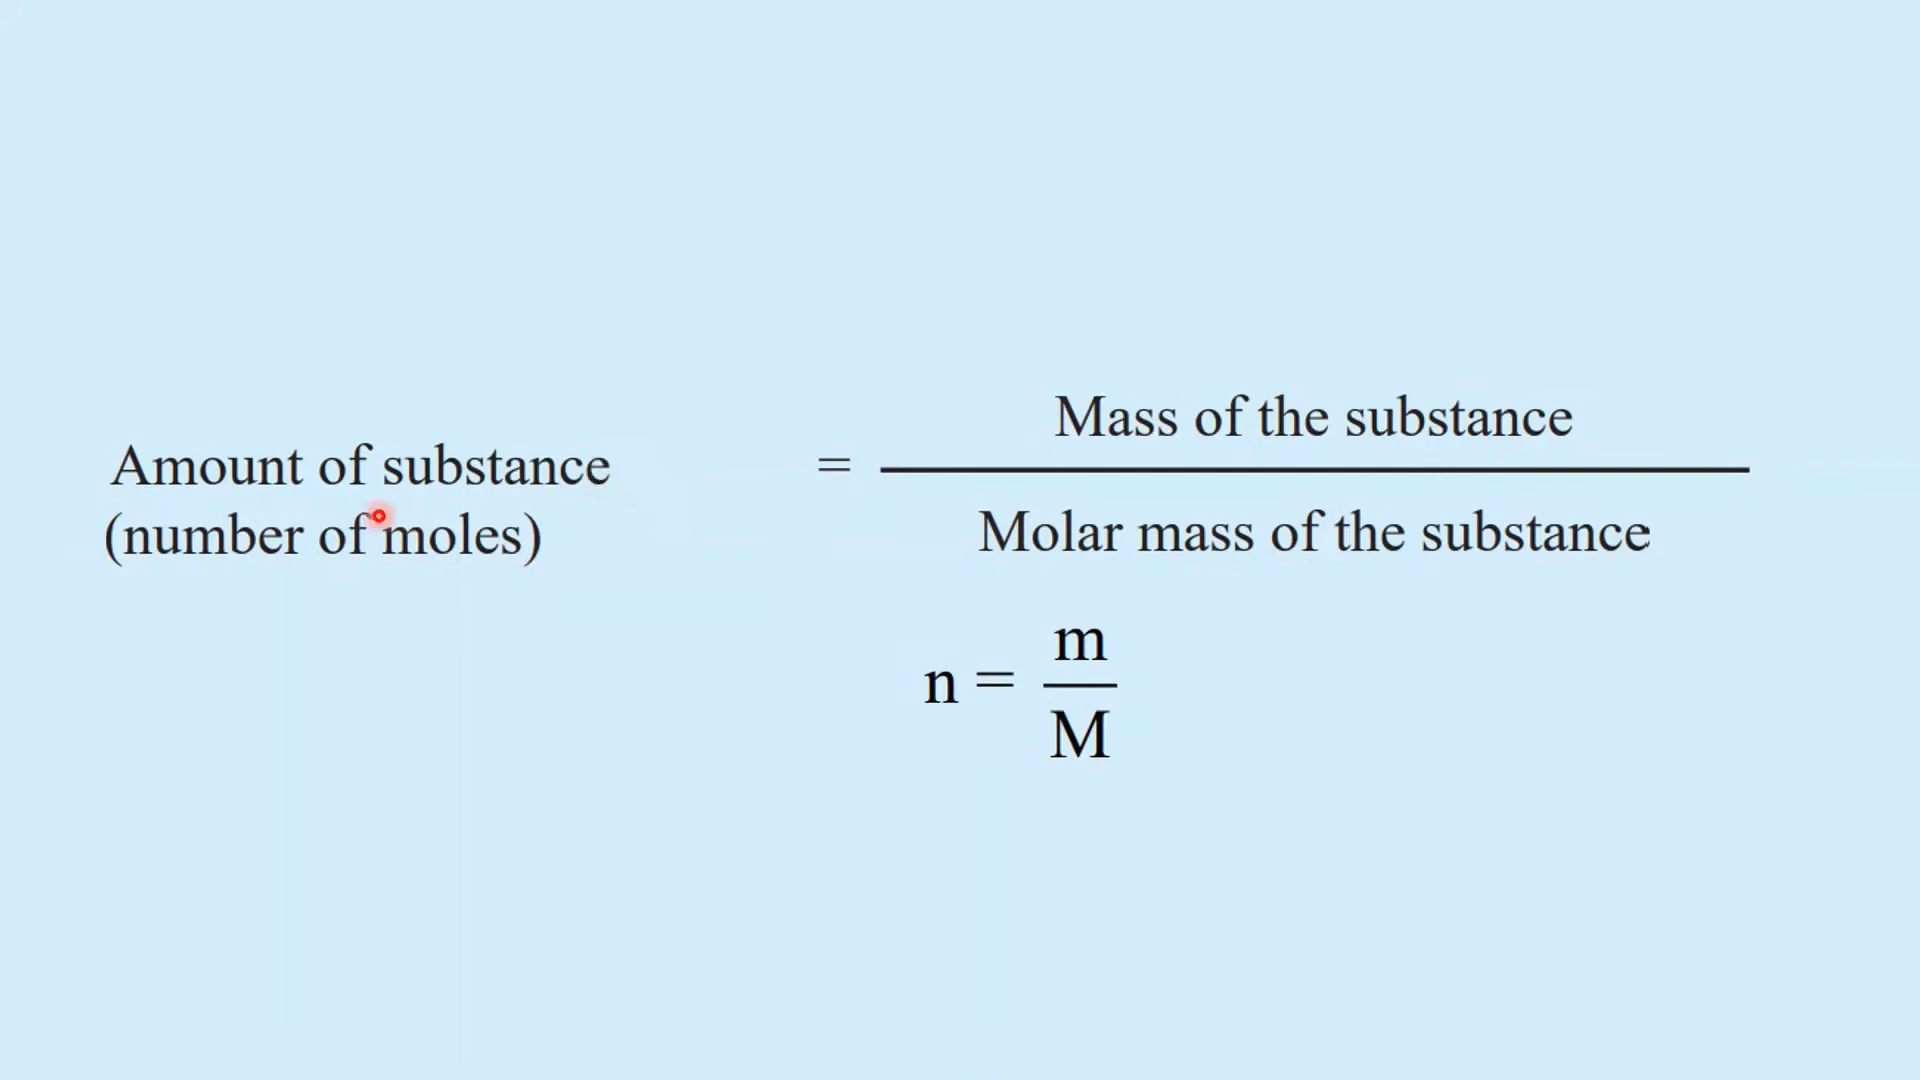 Amount of substance
(number of moles)
=
Mass of the substance
Molar mass of the substance
n =
m
M